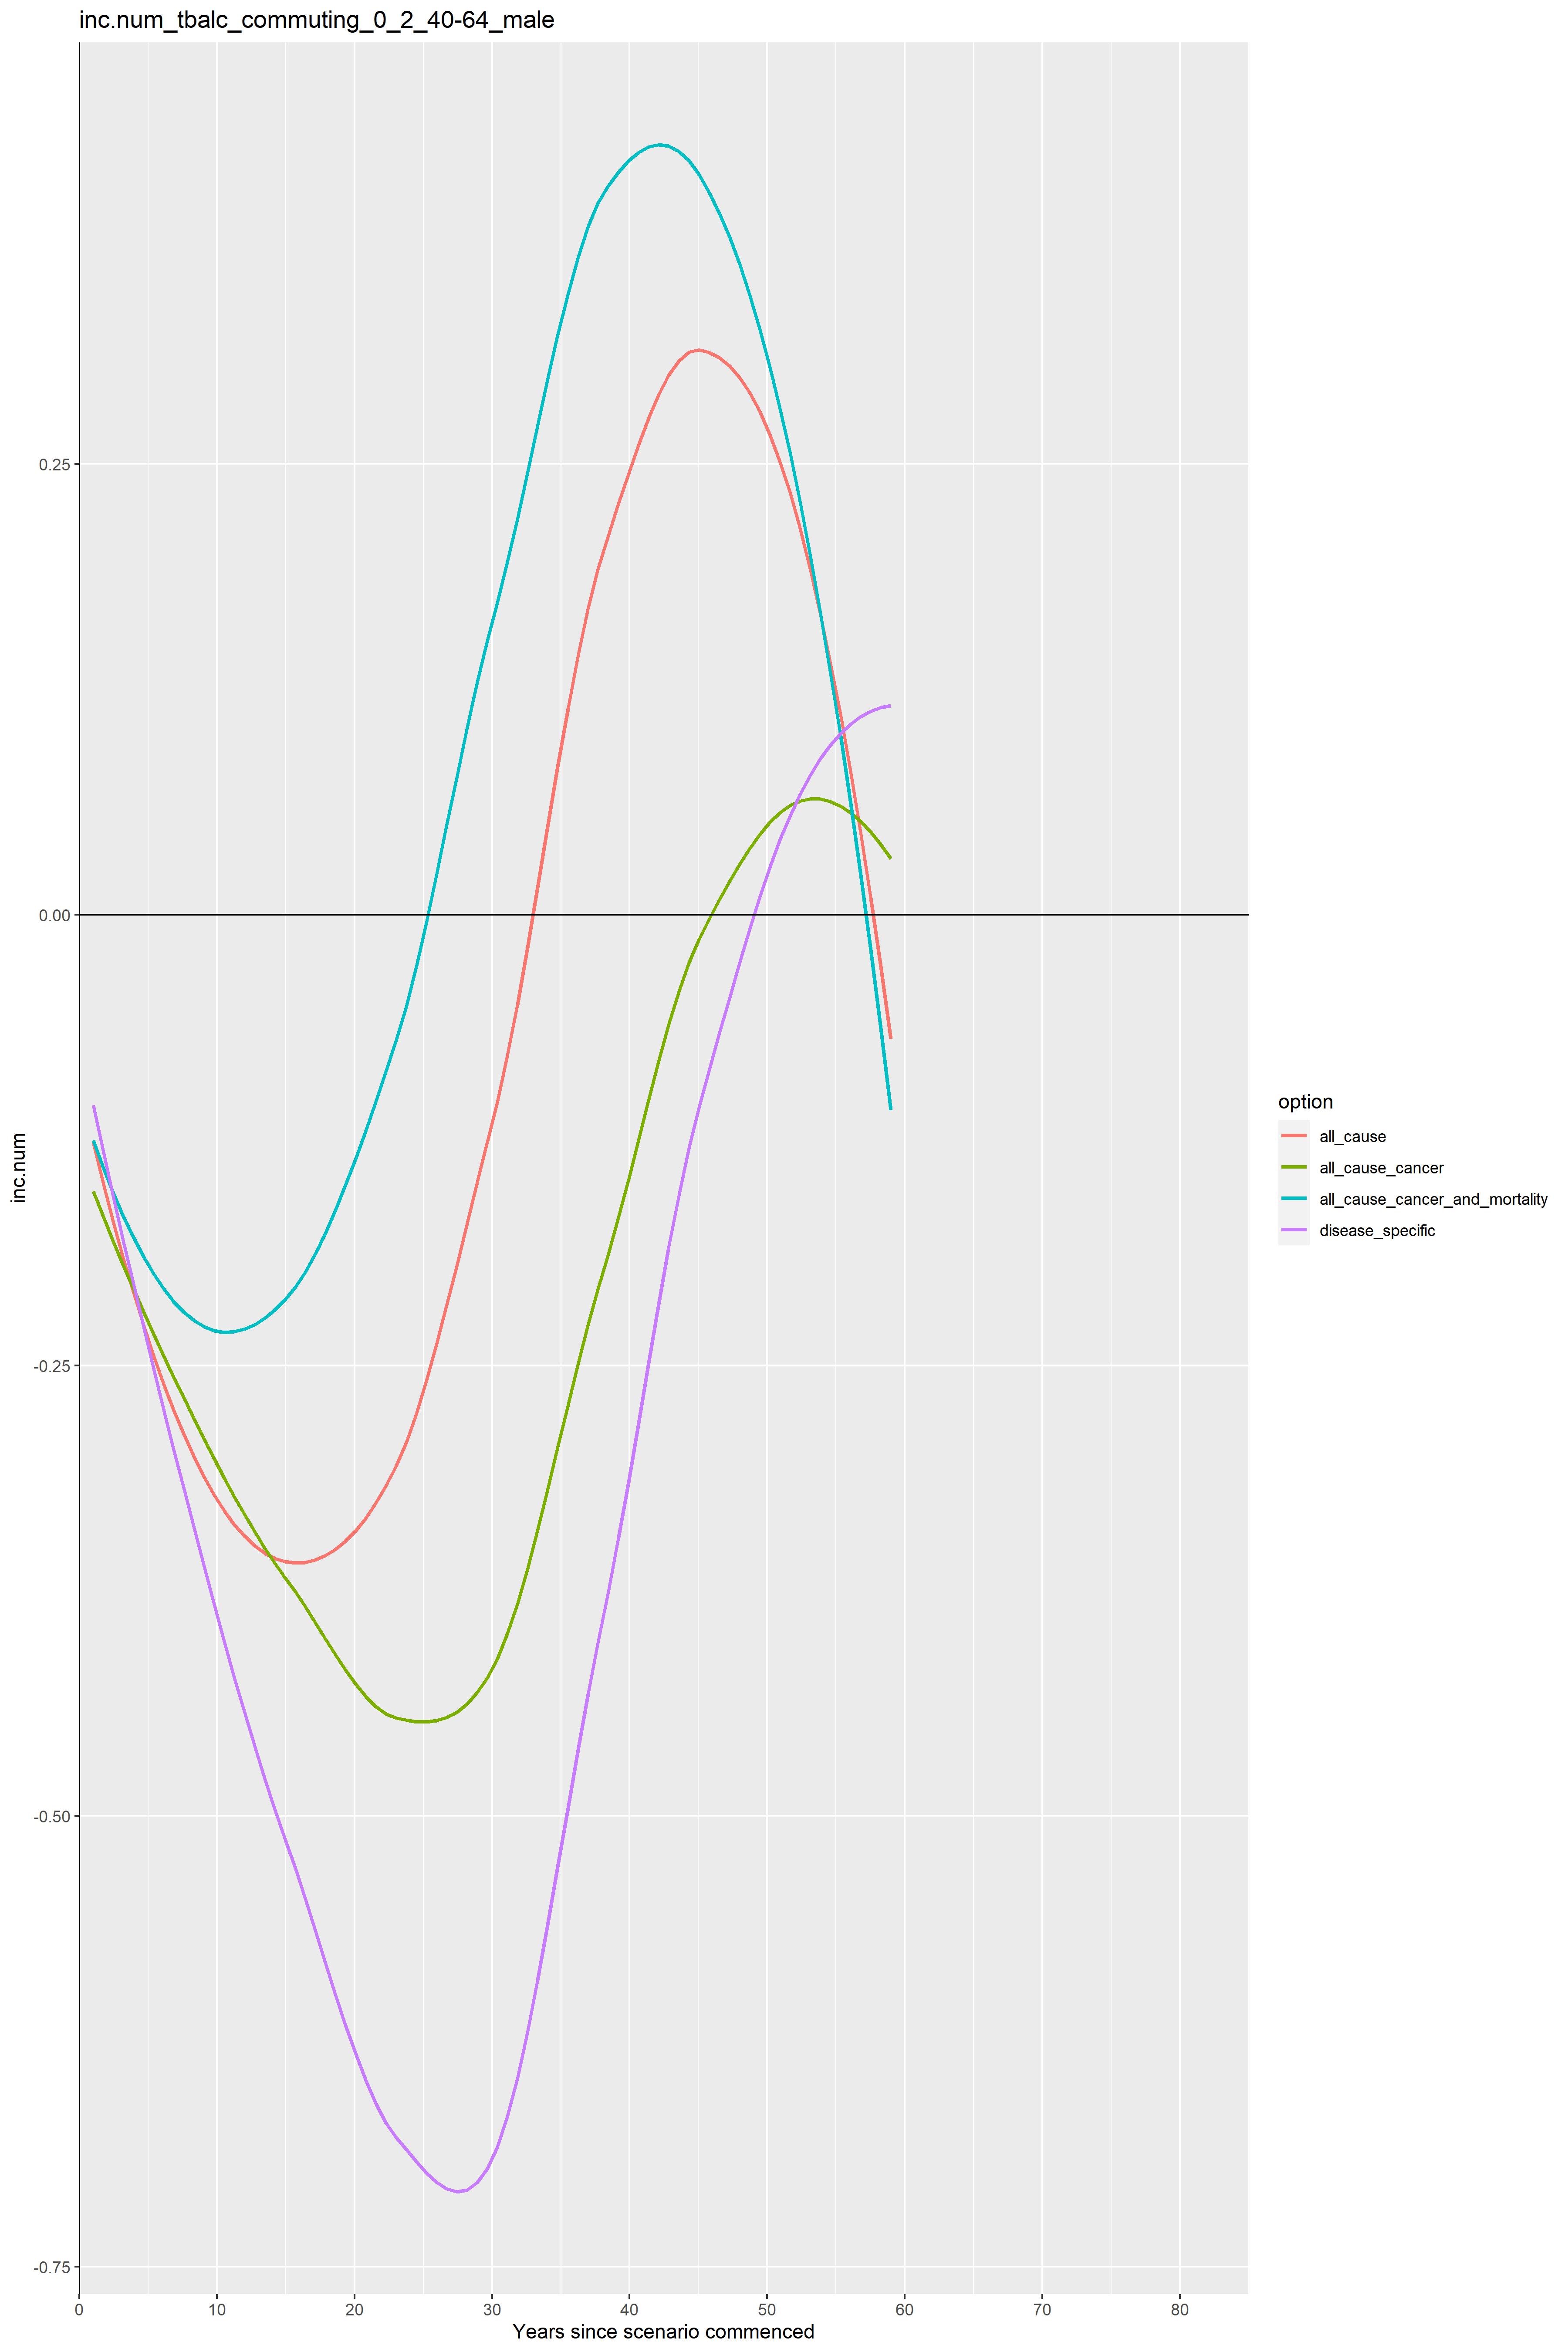 inc.num_tbalc_commuting_0_2_40-64_male
0.25
0.00
-0.25
-0.50
-0.75
inc.num
0 10 20 30 40 50 60 70 80
Years since scenario commenced
option
all_cause
all_cause_cancer
all_cause_cancer_and_mortality
disease_specific